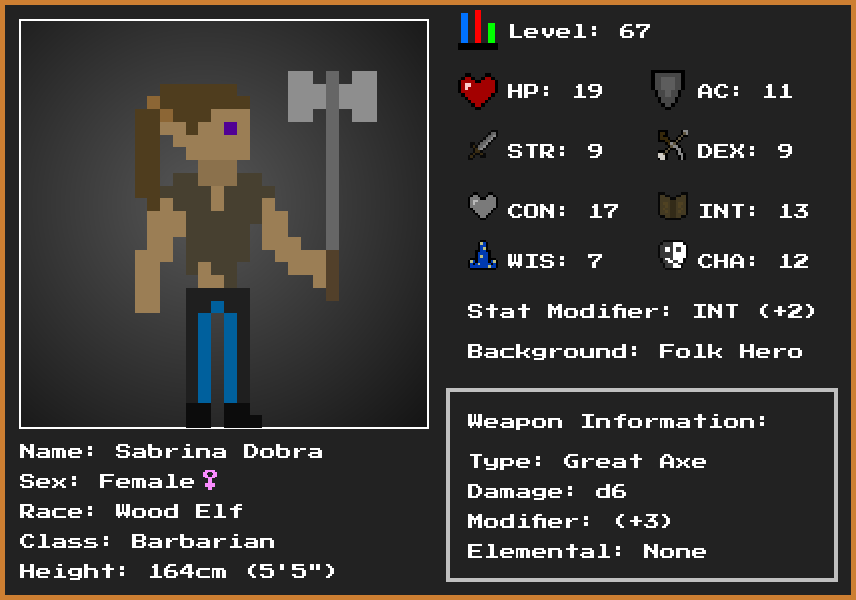 Level: 67
HP: 19
AC: 11
STR: 9
DEX: 9
CON: 17
INT: 13
WIS: 7
CHA: 12
Stat Modifier: INT (+2)
Background: Folk Hero
Name: Sabrina Dobra
Sex: Female♀
Race: Wood Elf
Class: Barbarian
Height: 164cm (5'5")
Weapon Information:
Type: Great Axe
Damage: d6
Modifier: (+3)
Elemental: None